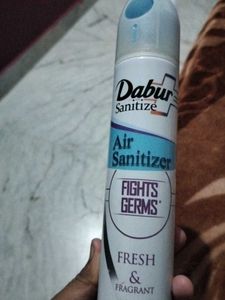 Dabur
Sanitize
Air
Sanitizer
FIGHTS
GERMS*
FRESH
&
FRAGRANT